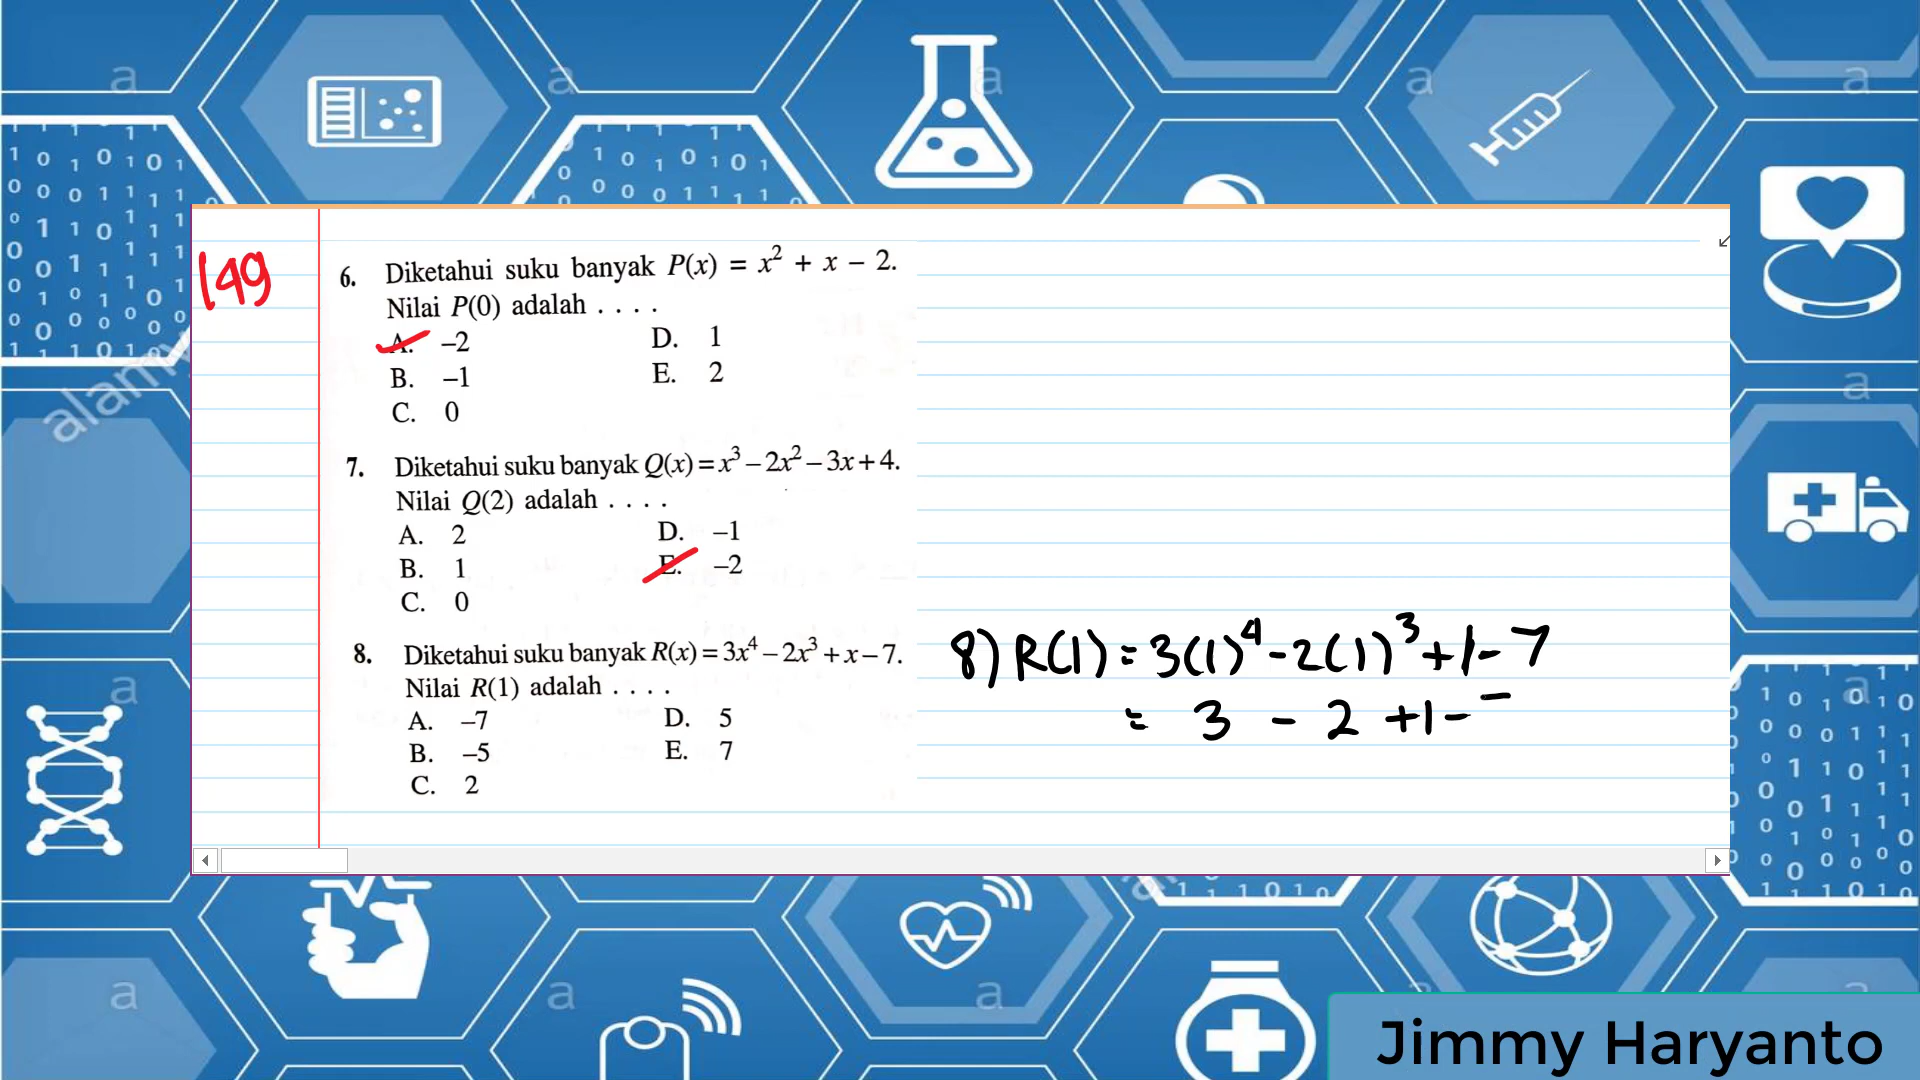 149
6. Diketahui suku banyak P(x) = x² + x – 2.
Nilai P(0) adalah . . . .
A. –2 D. 1
B. –1 E. 2
C. 0
7. Diketahui suku banyak Q(x) = x³ – 2x² – 3x + 4.
Nilai Q(2) adalah . . . .
A. 2 D. –1
B. 1 E. –2
C. 0
8. Diketahui suku banyak R(x) = 3x⁴ – 2x³ + x – 7.
Nilai R(1) adalah . . . .
A. –7 D. 5
B. –5 E. 7
C. 2
8) R(1) = 3(1)⁴ - 2(1)³ + 1 - 7
= 3 - 2 + 1 -
Jimmy Haryanto
alamy